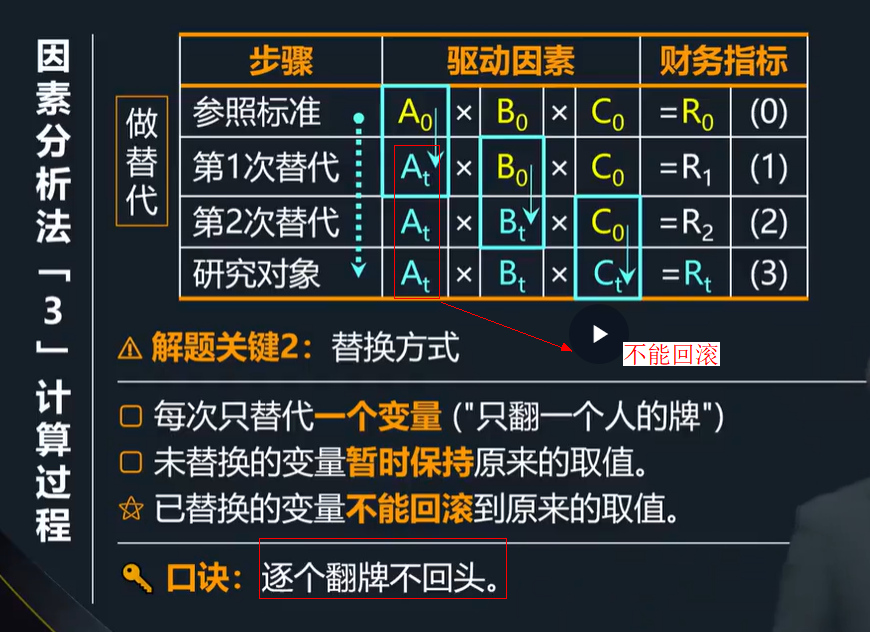 因素分析法「3」计算过程
步骤 驱动因素 财务指标
做替代
参照标准 A₀ × B₀ × C₀ =R₀ (0)
第1次替代 Aₜ × B₀ × C₀ =R₁ (1)
第2次替代 Aₜ × Bₜ × C₀ =R₂ (2)
研究对象 Aₜ × Bₜ × Cₜ =Rₜ (3)
解题关键2：替换方式
不能回滚
每次只替代一个变量 ("只翻一个人的牌")
未替换的变量暂时保持原来的取值。
已替换的变量不能回滚到原来的取值。
口诀：逐个翻牌不回头。